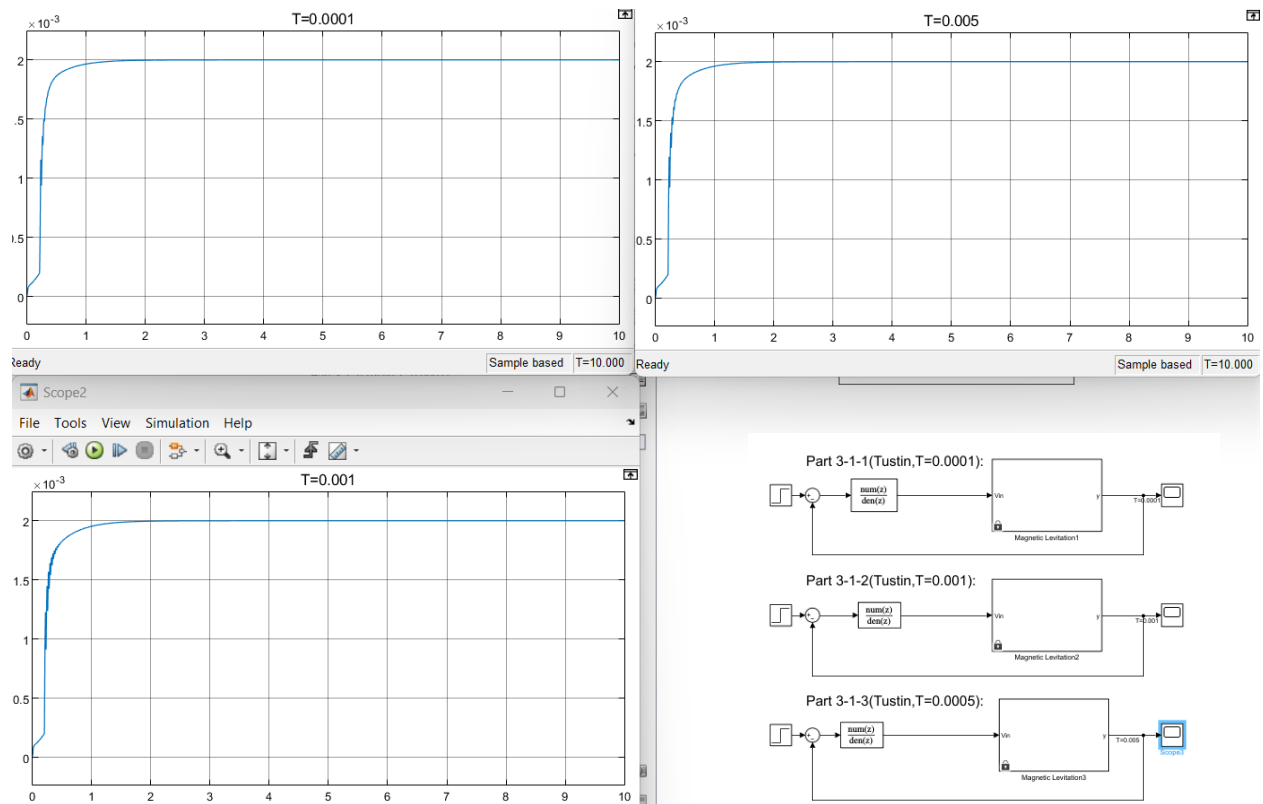 T=0.0001
×10⁻³
2
.5
1
).5
0
0 1 2 3 4 5 6 7 8 9 10
Ready
Sample based T=10.000
T=0.005
×10⁻³
2
1.5
1
0.5
0
0 1 2 3 4 5 6 7 8 9 10
Ready
Sample based T=10.000
Scope2
File Tools View Simulation Help
T=0.001
×10⁻³
2
1.5
1
0.5
0
0 1 2 3 4 5 6 7 8 9 10
Part 3-1-1(Tustin,T=0.0001):
num(z)
den(z)
Vin
y
T=0.0001
Magnetic Levitation1
Part 3-1-2(Tustin,T=0.001):
num(z)
den(z)
Vin
y
T=0.001
Magnetic Levitation2
Part 3-1-3(Tustin,T=0.0005):
num(z)
den(z)
Vin
y
T=0.005
Scope3
Magnetic Levitation3